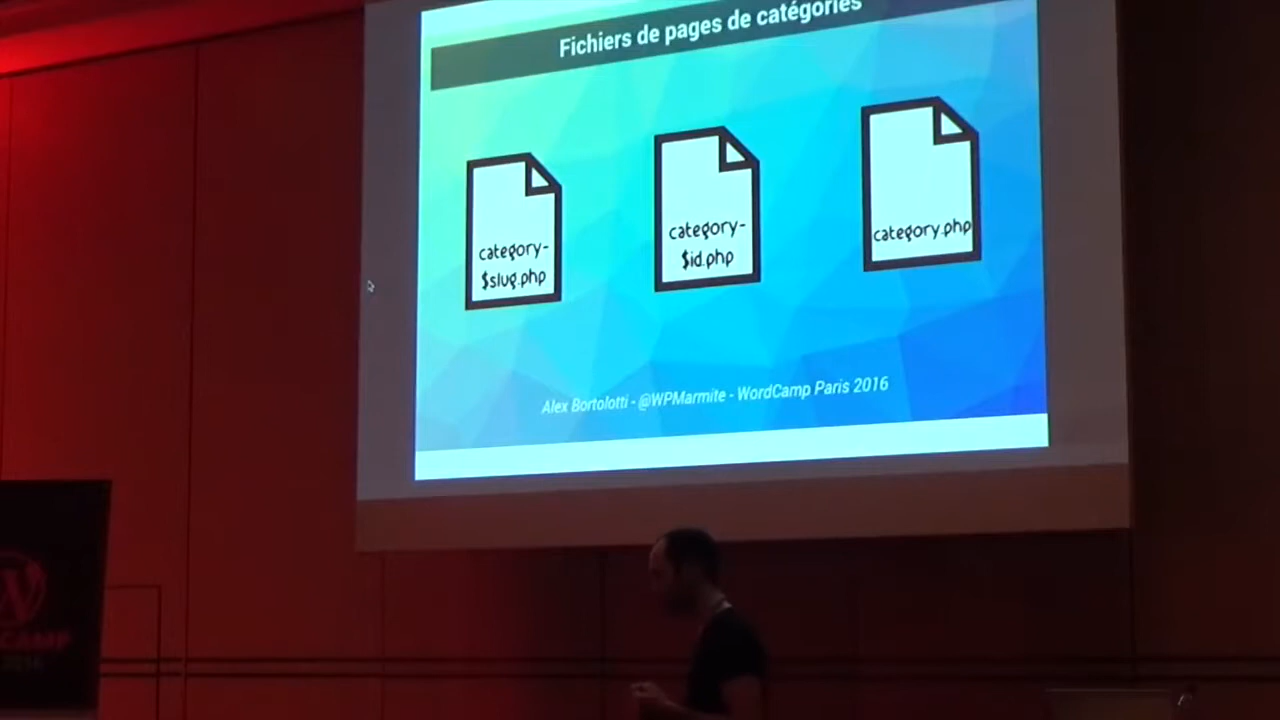 Fichiers de pages de catégories
category-
$slug.php
category-
$id.php
category.php
Alex Bortolotti - @WPMarmite - WordCamp Paris 2016